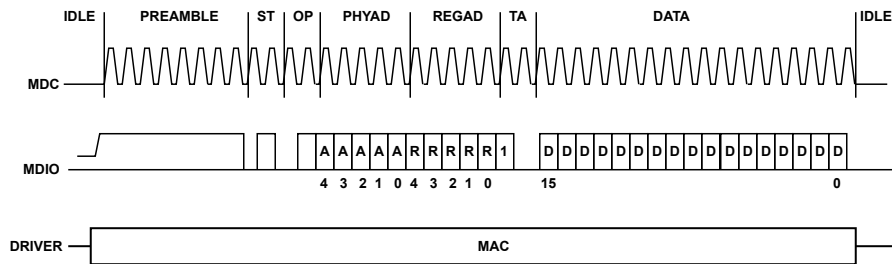 IDLE PREAMBLE ST OP PHYAD REGAD TA DATA IDLE
MDC
A A A A A R R R R R 1 D D D D D D D D D D D D D D D D
MDIO
4 3 2 1 0 4 3 2 1 0 15 0
DRIVER MAC